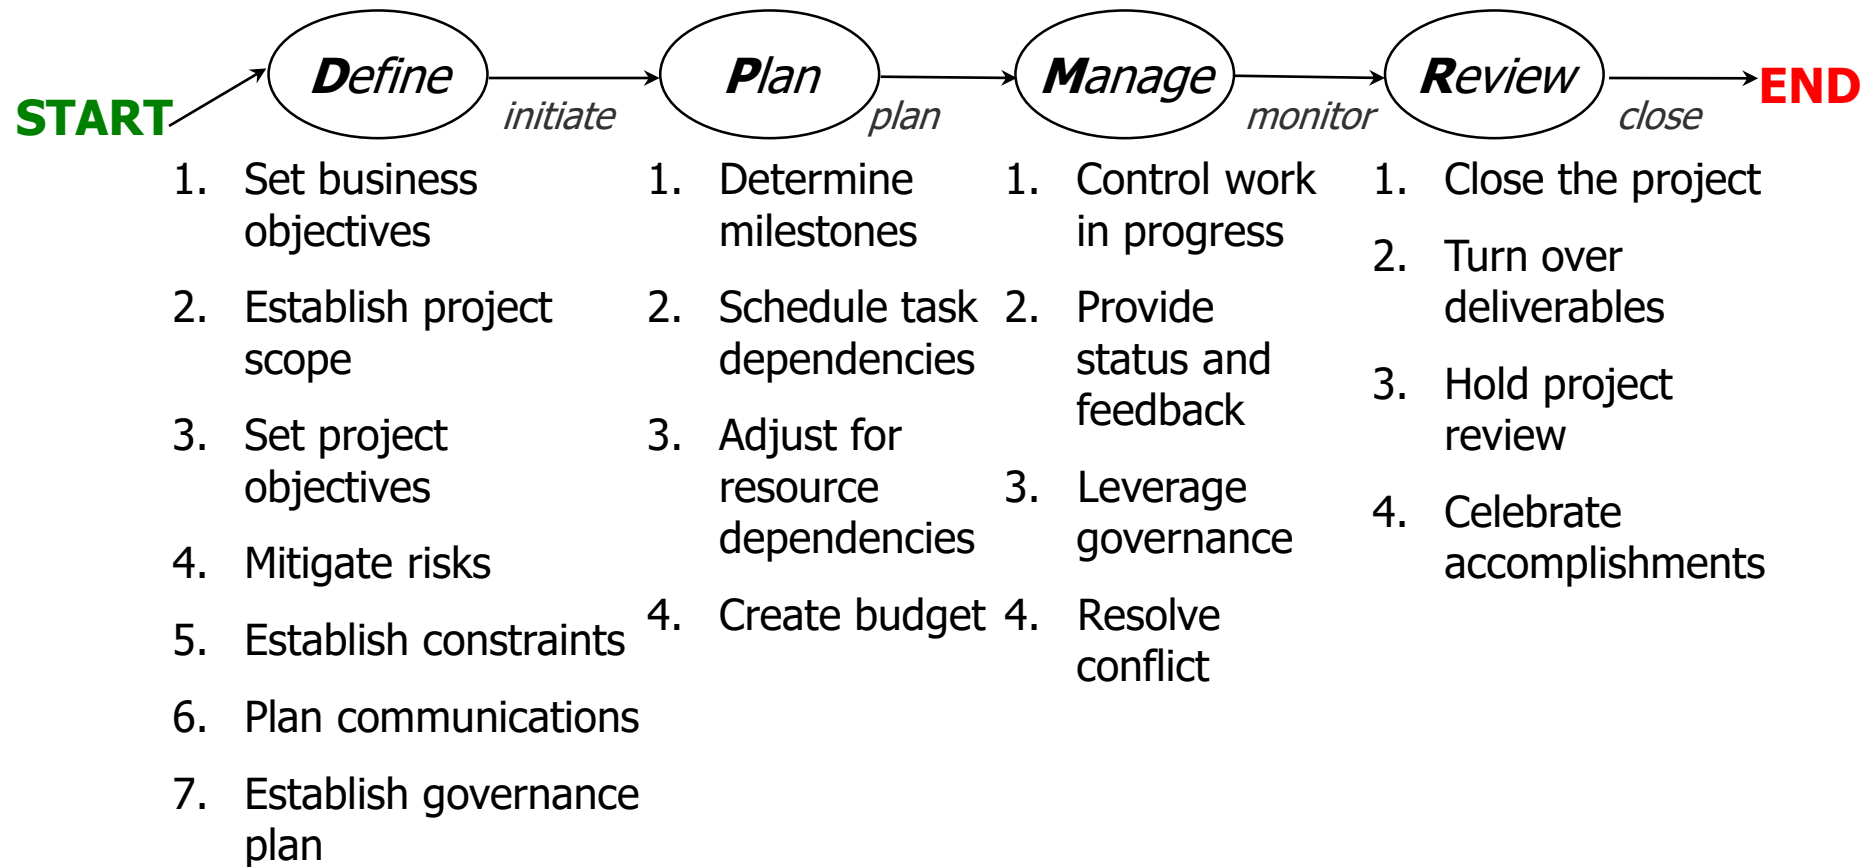 START
Define
initiate
Plan
plan
Manage
monitor
Review
close
END
1. Set business
objectives
2. Establish project
scope
3. Set project
objectives
4. Mitigate risks
5. Establish constraints
6. Plan communications
7. Establish governance
plan
1. Determine
milestones
2. Schedule task
dependencies
3. Adjust for
resource
dependencies
4. Create budget
1. Control work
in progress
2. Provide
status and
feedback
3. Leverage
governance
4. Resolve
conflict
1. Close the project
2. Turn over
deliverables
3. Hold project
review
4. Celebrate
accomplishments